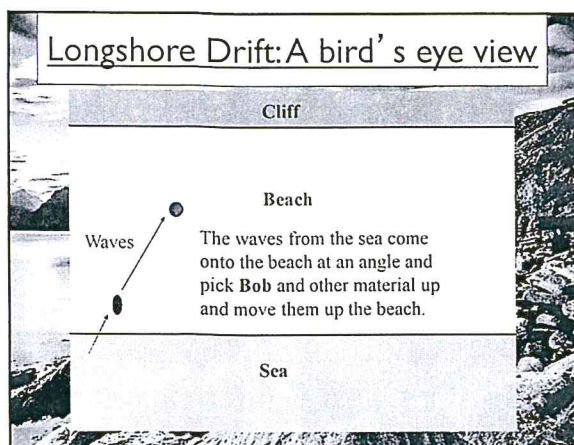 Longshore Drift: A bird's eye view
Cliff
Beach
Waves
The waves from the sea come
onto the beach at an angle and
pick Bob and other material up
and move them up the beach.
Sea